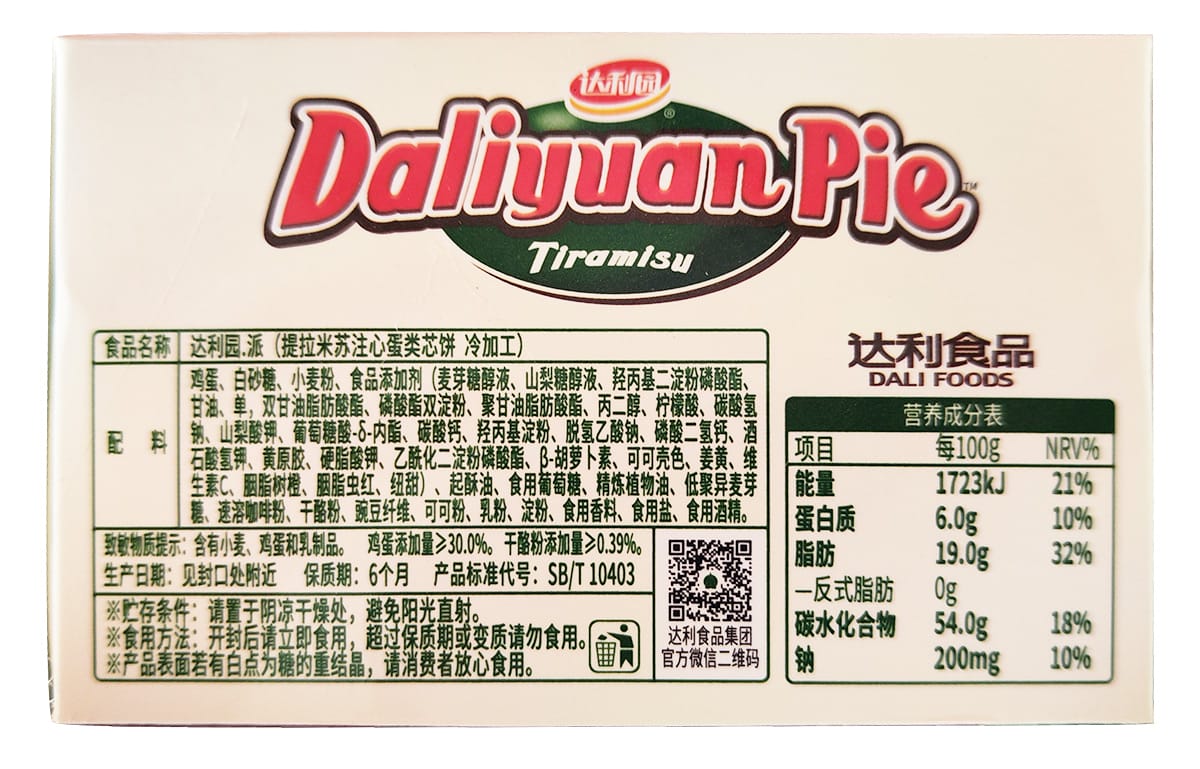 达利园
®
Daliyuan Pie™
Tiramisu
食品名称 达利园.派（提拉米苏注心蛋类芯饼 冷加工）
配 料
鸡蛋、白砂糖、小麦粉、食品添加剂（麦芽糖醇液、山梨糖醇液、羟丙基二淀粉磷酸酯、
甘油、单，双甘油脂肪酸酯、磷酸酯双淀粉、聚甘油脂肪酸酯、丙二醇、柠檬酸、碳酸氢
钠、山梨酸钾、葡萄糖酸-δ-内酯、碳酸钙、羟丙基淀粉、脱氢乙酸钠、磷酸二氢钙、酒
石酸氢钾、黄原胶、硬脂酸钾、乙酰化二淀粉磷酸酯、β-胡萝卜素、可可壳色、姜黄、维
生素C、胭脂树橙、胭脂虫红、纽甜）、起酥油、食用葡萄糖、精炼植物油、低聚异麦芽
糖、速溶咖啡粉、干酪粉、豌豆纤维、可可粉、乳粉、淀粉、食用香料、食用盐、食用酒精。
致敏物质提示：含有小麦、鸡蛋和乳制品。 鸡蛋添加量≥30.0%。干酪粉添加量≥0.39%。
生产日期：见封口处附近 保质期：6个月 产品标准代号：SB/T 10403
※贮存条件：请置于阴凉干燥处，避免阳光直射。
※食用方法：开封后请立即食用，超过保质期或变质请勿食用。
※产品表面若有白点为糖的重结晶，请消费者放心食用。
达利食品集团
官方微信二维码
达利食品
DALI FOODS
营养成分表
项目 每100g NRV%
能量 1723kJ 21%
蛋白质 6.0g 10%
脂肪 19.0g 32%
—反式脂肪 0g
碳水化合物 54.0g 18%
钠 200mg 10%